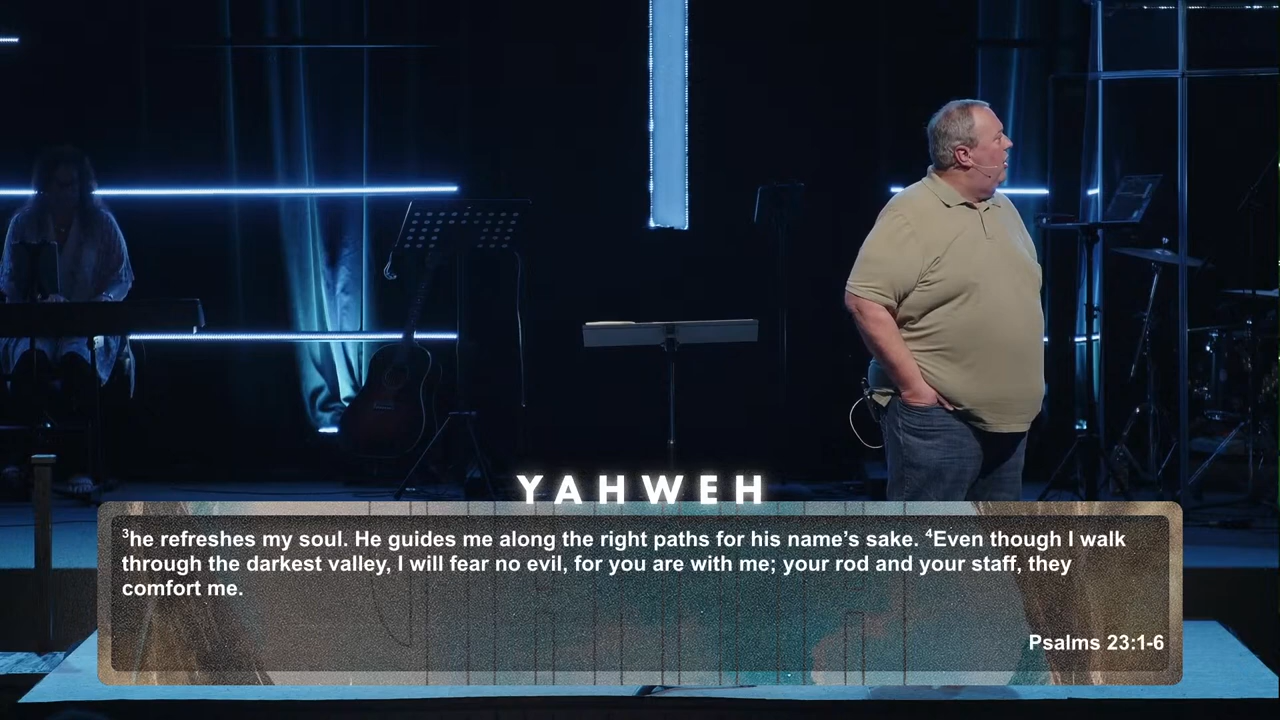 YAHWEH
³he refreshes my soul. He guides me along the right paths for his name’s sake. ⁴Even though I walk
through the darkest valley, I will fear no evil, for you are with me; your rod and your staff, they
comfort me.
Psalms 23:1-6